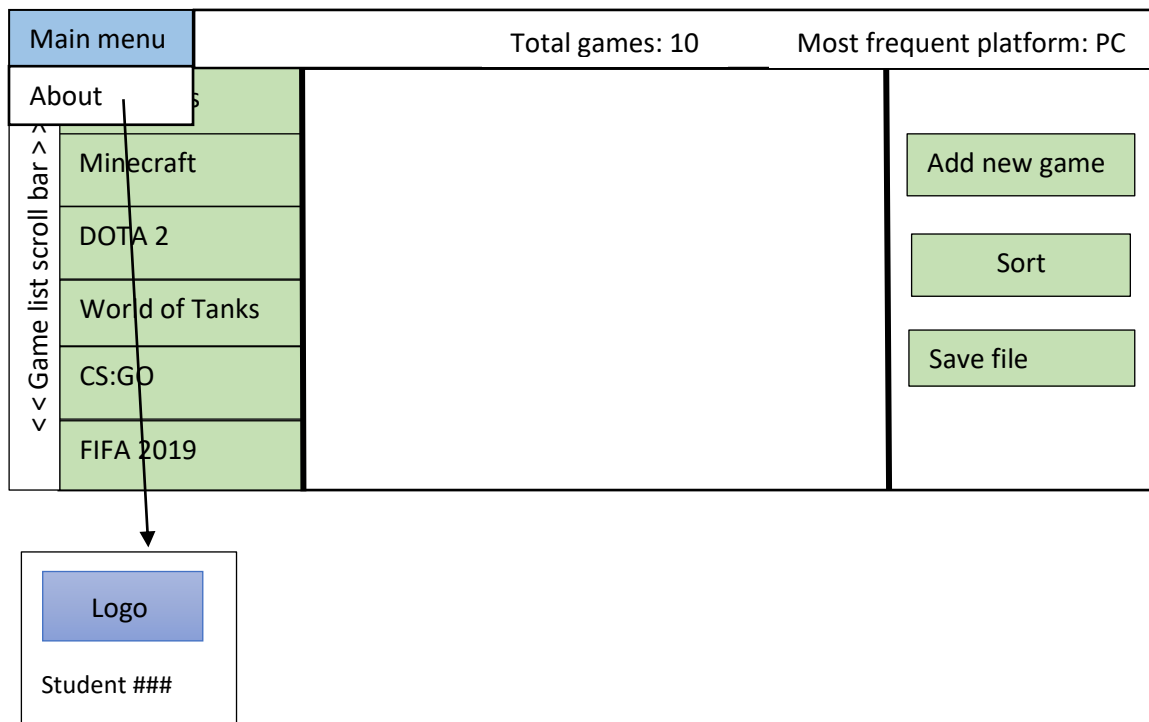 Main menu
Total games: 10
Most frequent platform: PC
About
< < Game list scroll bar > >
Minecraft
DOTA 2
World of Tanks
CS:GO
FIFA 2019
Add new game
Sort
Save file
Logo
Student ###